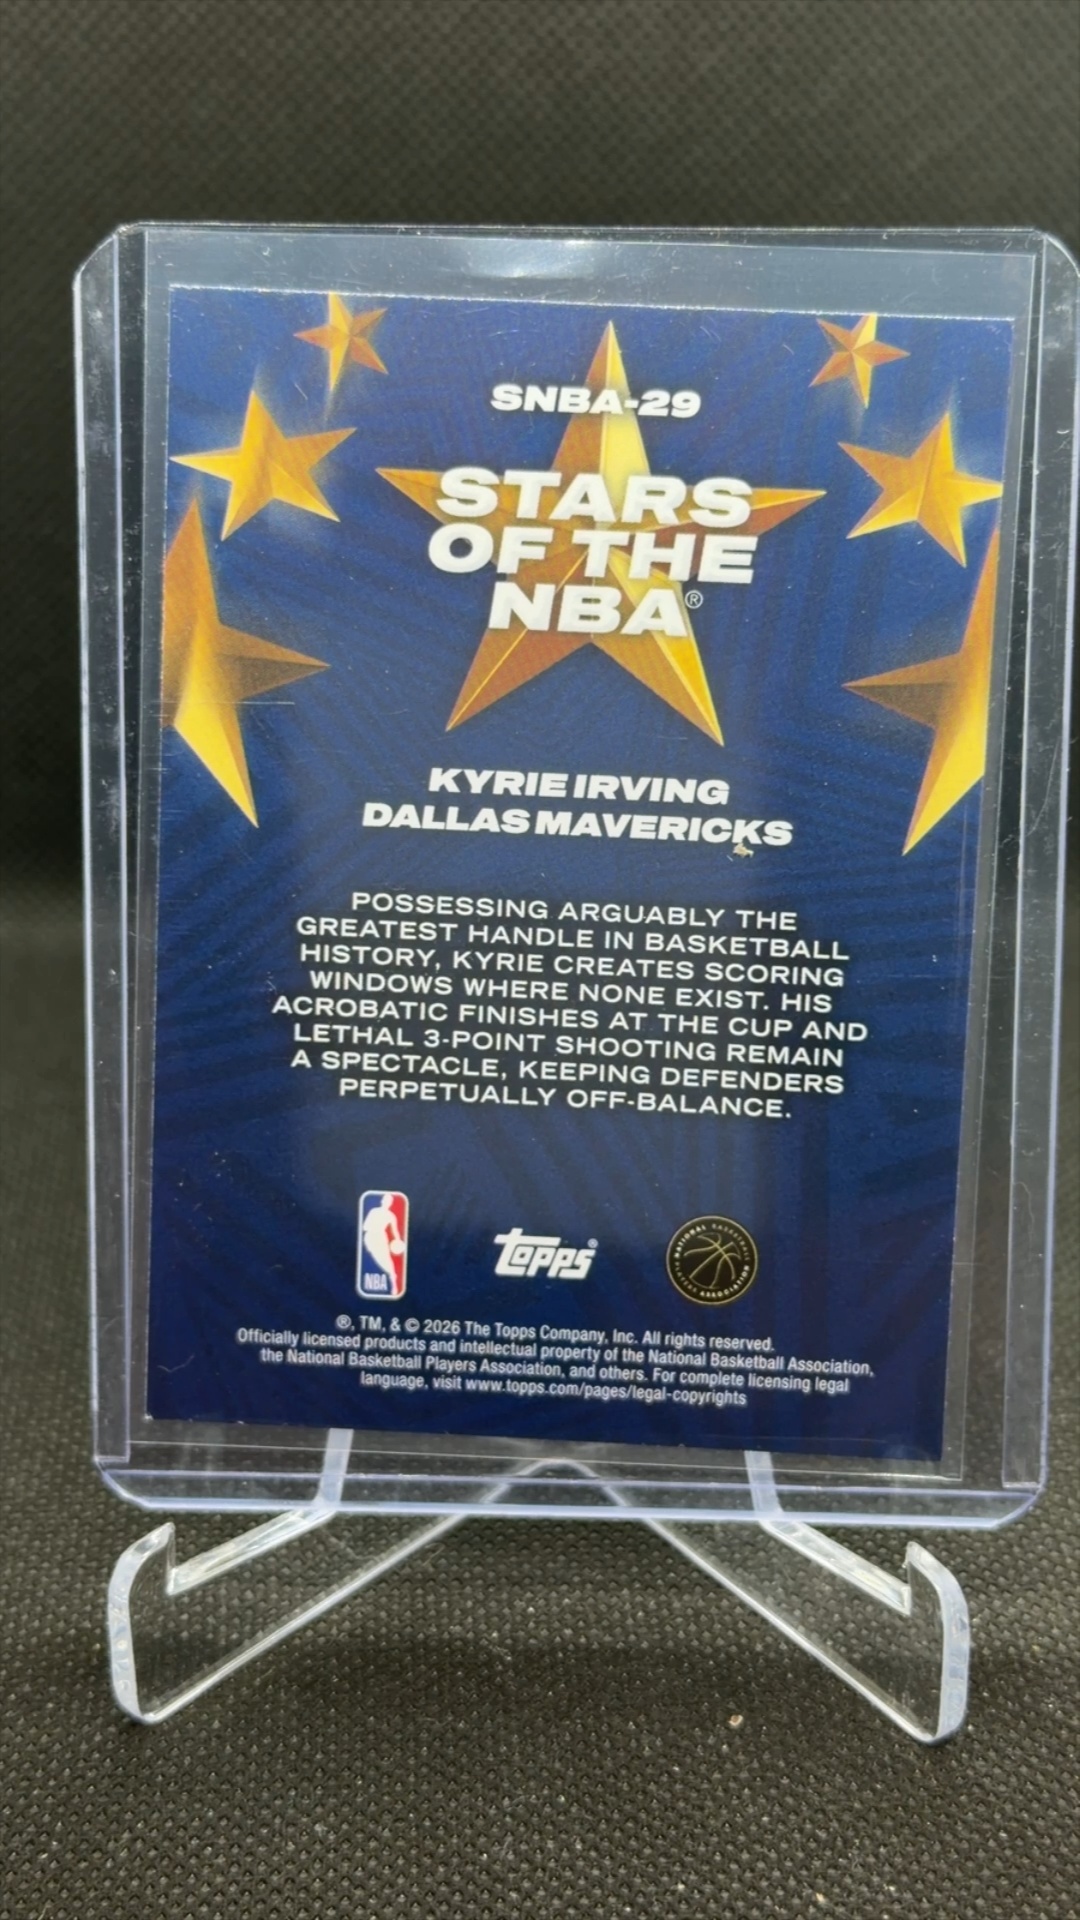 SNBA-29
STARS
OF THE
NBA®
KYRIE IRVING
DALLAS MAVERICKS
POSSESSING ARGUABLY THE
GREATEST HANDLE IN BASKETBALL
HISTORY, KYRIE CREATES SCORING
WINDOWS WHERE NONE EXIST. HIS
ACROBATIC FINISHES AT THE CUP AND
LETHAL 3-POINT SHOOTING REMAIN
A SPECTACLE, KEEPING DEFENDERS
PERPETUALLY OFF-BALANCE.
NBA
topps®
NATIONAL BASKETBALL PLAYERS ASSOCIATION
®, TM, & © 2026 The Topps Company, Inc. All rights reserved.
Officially licensed products and intellectual property of the National Basketball Association,
the National Basketball Players Association, and others. For complete licensing legal
language, visit www.topps.com/pages/legal-copyrights